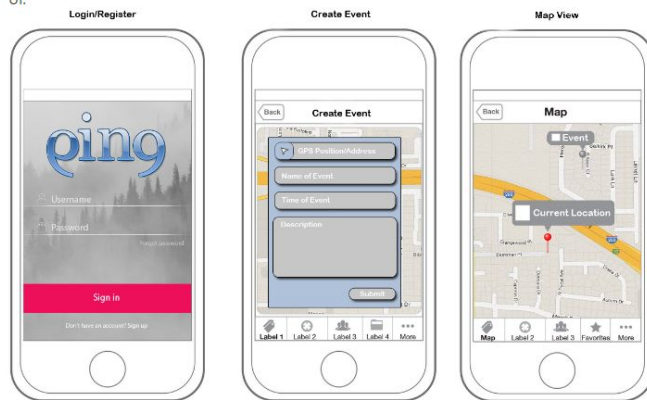 UI.
Login/Register
Create Event
Map View
ping
Username
Password
Forgot password?
Sign in
Don't have an account? Sign up
Back
Create Event
GPS Position/Address
Name of Event
Time of Event
Description
Submit
Label 1 Label 2 Label 3 Label 4 More
Back
Map
Event
Current Location
Map Label 2 Label 3 Favorites More